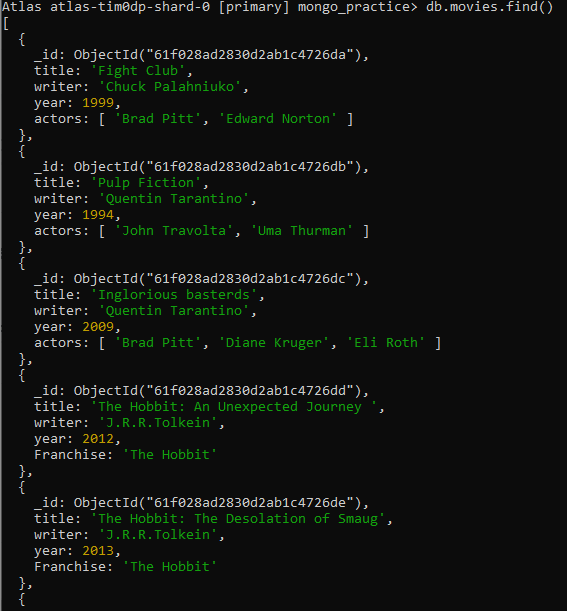 Atlas atlas-tim0dp-shard-0 [primary] mongo_practice> db.movies.find()
[
  {
    _id: ObjectId("61f028ad2830d2ab1c4726da"),
    title: 'Fight Club',
    writer: 'Chuck Palahniuko',
    year: 1999,
    actors: [ 'Brad Pitt', 'Edward Norton' ]
  },
  {
    _id: ObjectId("61f028ad2830d2ab1c4726db"),
    title: 'Pulp Fiction',
    writer: 'Quentin Tarantino',
    year: 1994,
    actors: [ 'John Travolta', 'Uma Thurman' ]
  },
  {
    _id: ObjectId("61f028ad2830d2ab1c4726dc"),
    title: 'Inglorious basterds',
    writer: 'Quentin Tarantino',
    year: 2009,
    actors: [ 'Brad Pitt', 'Diane Kruger', 'Eli Roth' ]
  },
  {
    _id: ObjectId("61f028ad2830d2ab1c4726dd"),
    title: 'The Hobbit: An Unexpected Journey ',
    writer: 'J.R.R.Tolkein',
    year: 2012,
    Franchise: 'The Hobbit'
  },
  {
    _id: ObjectId("61f028ad2830d2ab1c4726de"),
    title: 'The Hobbit: The Desolation of Smaug',
    writer: 'J.R.R.Tolkein',
    year: 2013,
    Franchise: 'The Hobbit'
  },
  {